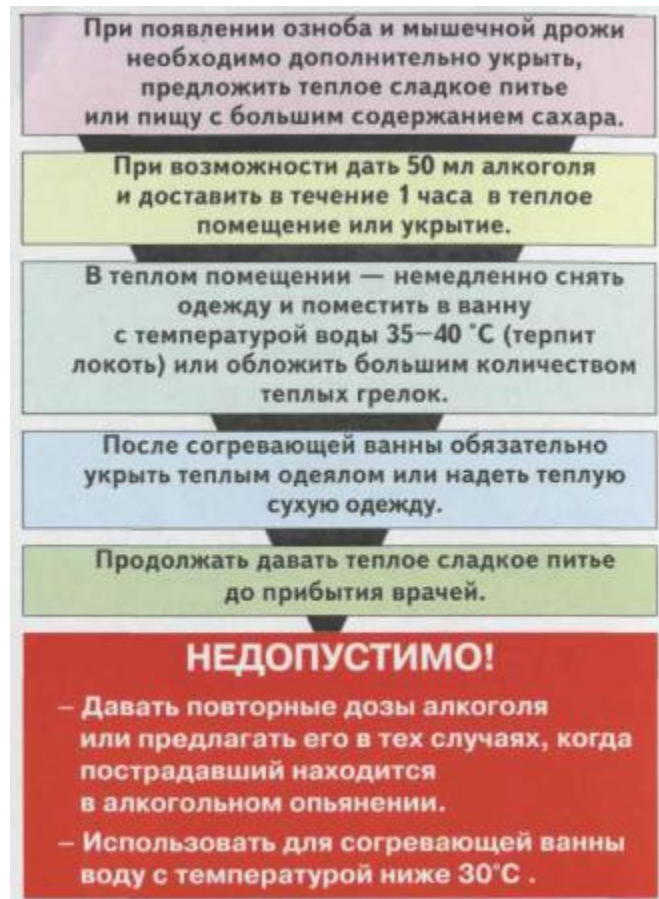 При появлении озноба и мышечной дрожи
необходимо дополнительно укрыть,
предложить теплое сладкое питье
или пищу с большим содержанием сахара.
При возможности дать 50 мл алкоголя
и доставить в течение 1 часа в теплое
помещение или укрытие.
В теплом помещении — немедленно снять
одежду и поместить в ванну
с температурой воды 35—40 °С (терпит
локоть) или обложить большим количеством
теплых грелок.
После согревающей ванны обязательно
укрыть теплым одеялом или надеть теплую
сухую одежду.
Продолжать давать теплое сладкое питье
до прибытия врачей.
НЕДОПУСТИМО!
– Давать повторные дозы алкоголя
или предлагать его в тех случаях, когда
пострадавший находится
в алкогольном опьянении.
– Использовать для согревающей ванны
воду с температурой ниже 30°С .